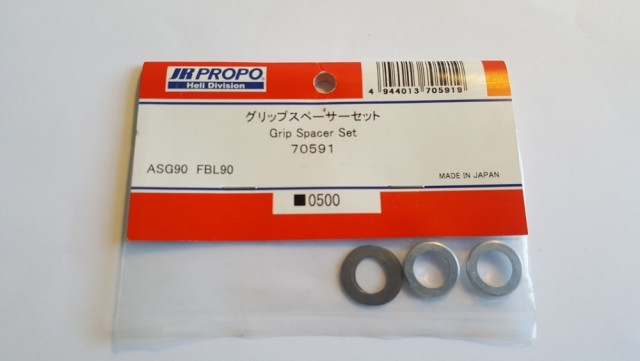 JR PROPO
Heli Division
4 944013 705919
グリップスペーサーセット
Grip Spacer Set
70591
ASG90 FBL90
MADE IN JAPAN
■0500